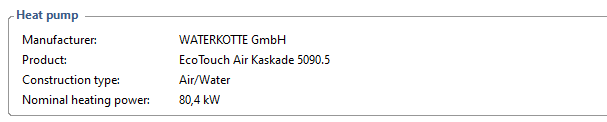 Heat pump
Manufacturer: WATERKOTTE GmbH
Product: EcoTouch Air Kaskade 5090.5
Construction type: Air/Water
Nominal heating power: 80,4 kW